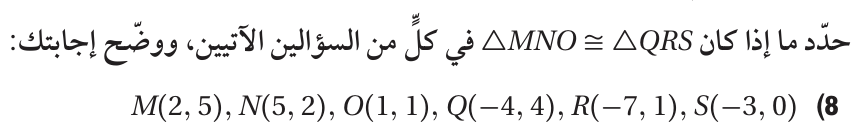 حدّد ما إذا كان △MNO ≅ △QRS في كلٍّ من السؤالين الآتيين، ووضّح إجابتك:
8) M(2, 5), N(5, 2), O(1, 1), Q(−4, 4), R(−7, 1), S(−3, 0)